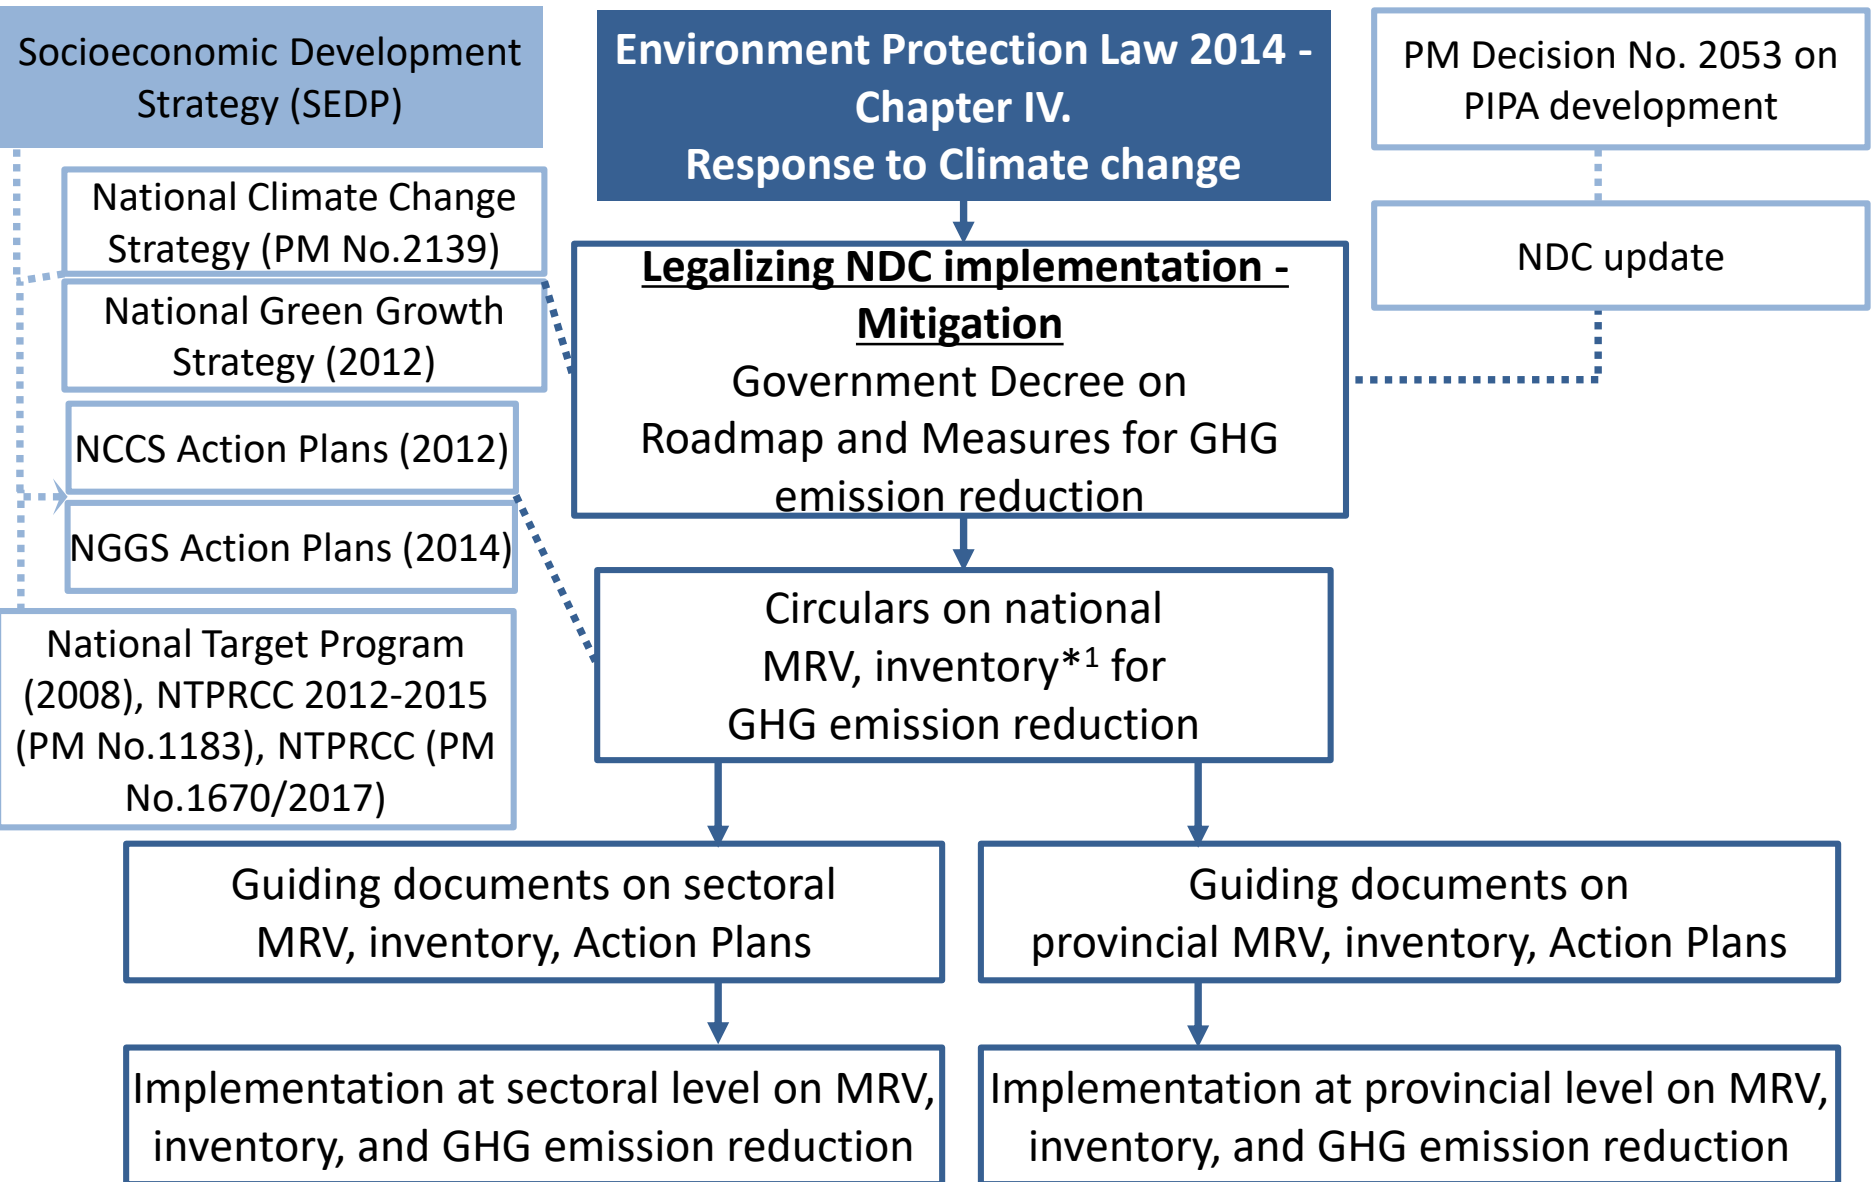 Socioeconomic Development
Strategy (SEDP)
Environment Protection Law 2014 -
Chapter IV.
Response to Climate change
PM Decision No. 2053 on
PIPA development
National Climate Change
Strategy (PM No.2139)
National Green Growth
Strategy (2012)
Legalizing NDC implementation -
Mitigation
Government Decree on
Roadmap and Measures for GHG
emission reduction
NDC update
NCCS Action Plans (2012)
NGGS Action Plans (2014)
National Target Program
(2008), NTPRCC 2012-2015
(PM No.1183), NTPRCC (PM
No.1670/2017)
Circulars on national
MRV, inventory*¹ for
GHG emission reduction
Guiding documents on sectoral
MRV, inventory, Action Plans
Guiding documents on
provincial MRV, inventory, Action Plans
Implementation at sectoral level on MRV,
inventory, and GHG emission reduction
Implementation at provincial level on MRV,
inventory, and GHG emission reduction